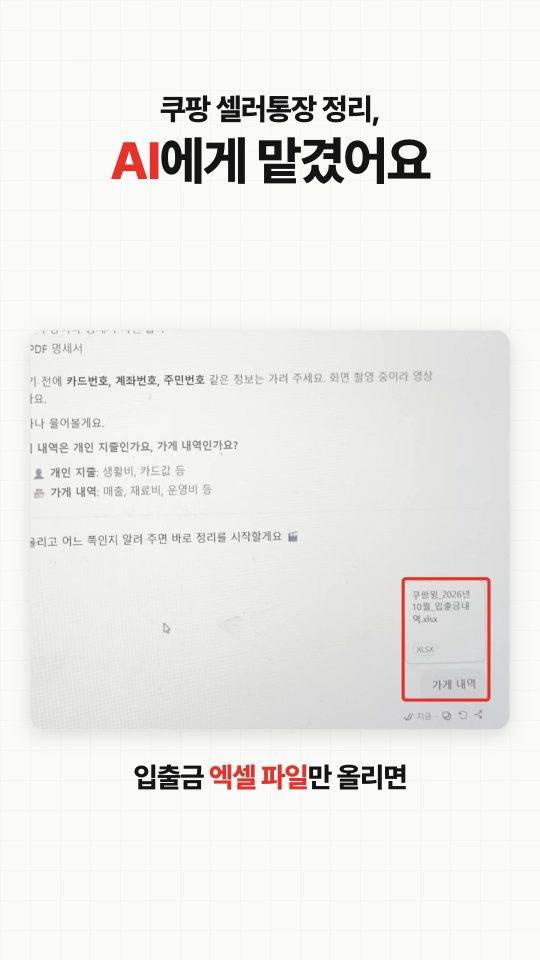 쿠팡 셀러통장 정리,
AI에게 맡겼어요
PDF 명세서
기 전에 카드번호, 계좌번호, 주민번호 같은 정보는 가려 주세요. 화면 촬영 중이라 영상
가요.
하나 물어볼게요.
내역은 개인 지출인가요, 가게 내역인가요?
개인 지출: 생활비, 카드값 등
가게 내역: 매출, 재료비, 운영비 등
올리고 어느 쪽인지 알려 주면 바로 정리를 시작할게요
쿠팡윙_2026년
10월_입출금내
역.xlsx
XLSX
가게 내역
지금
입출금 엑셀 파일만 올리면